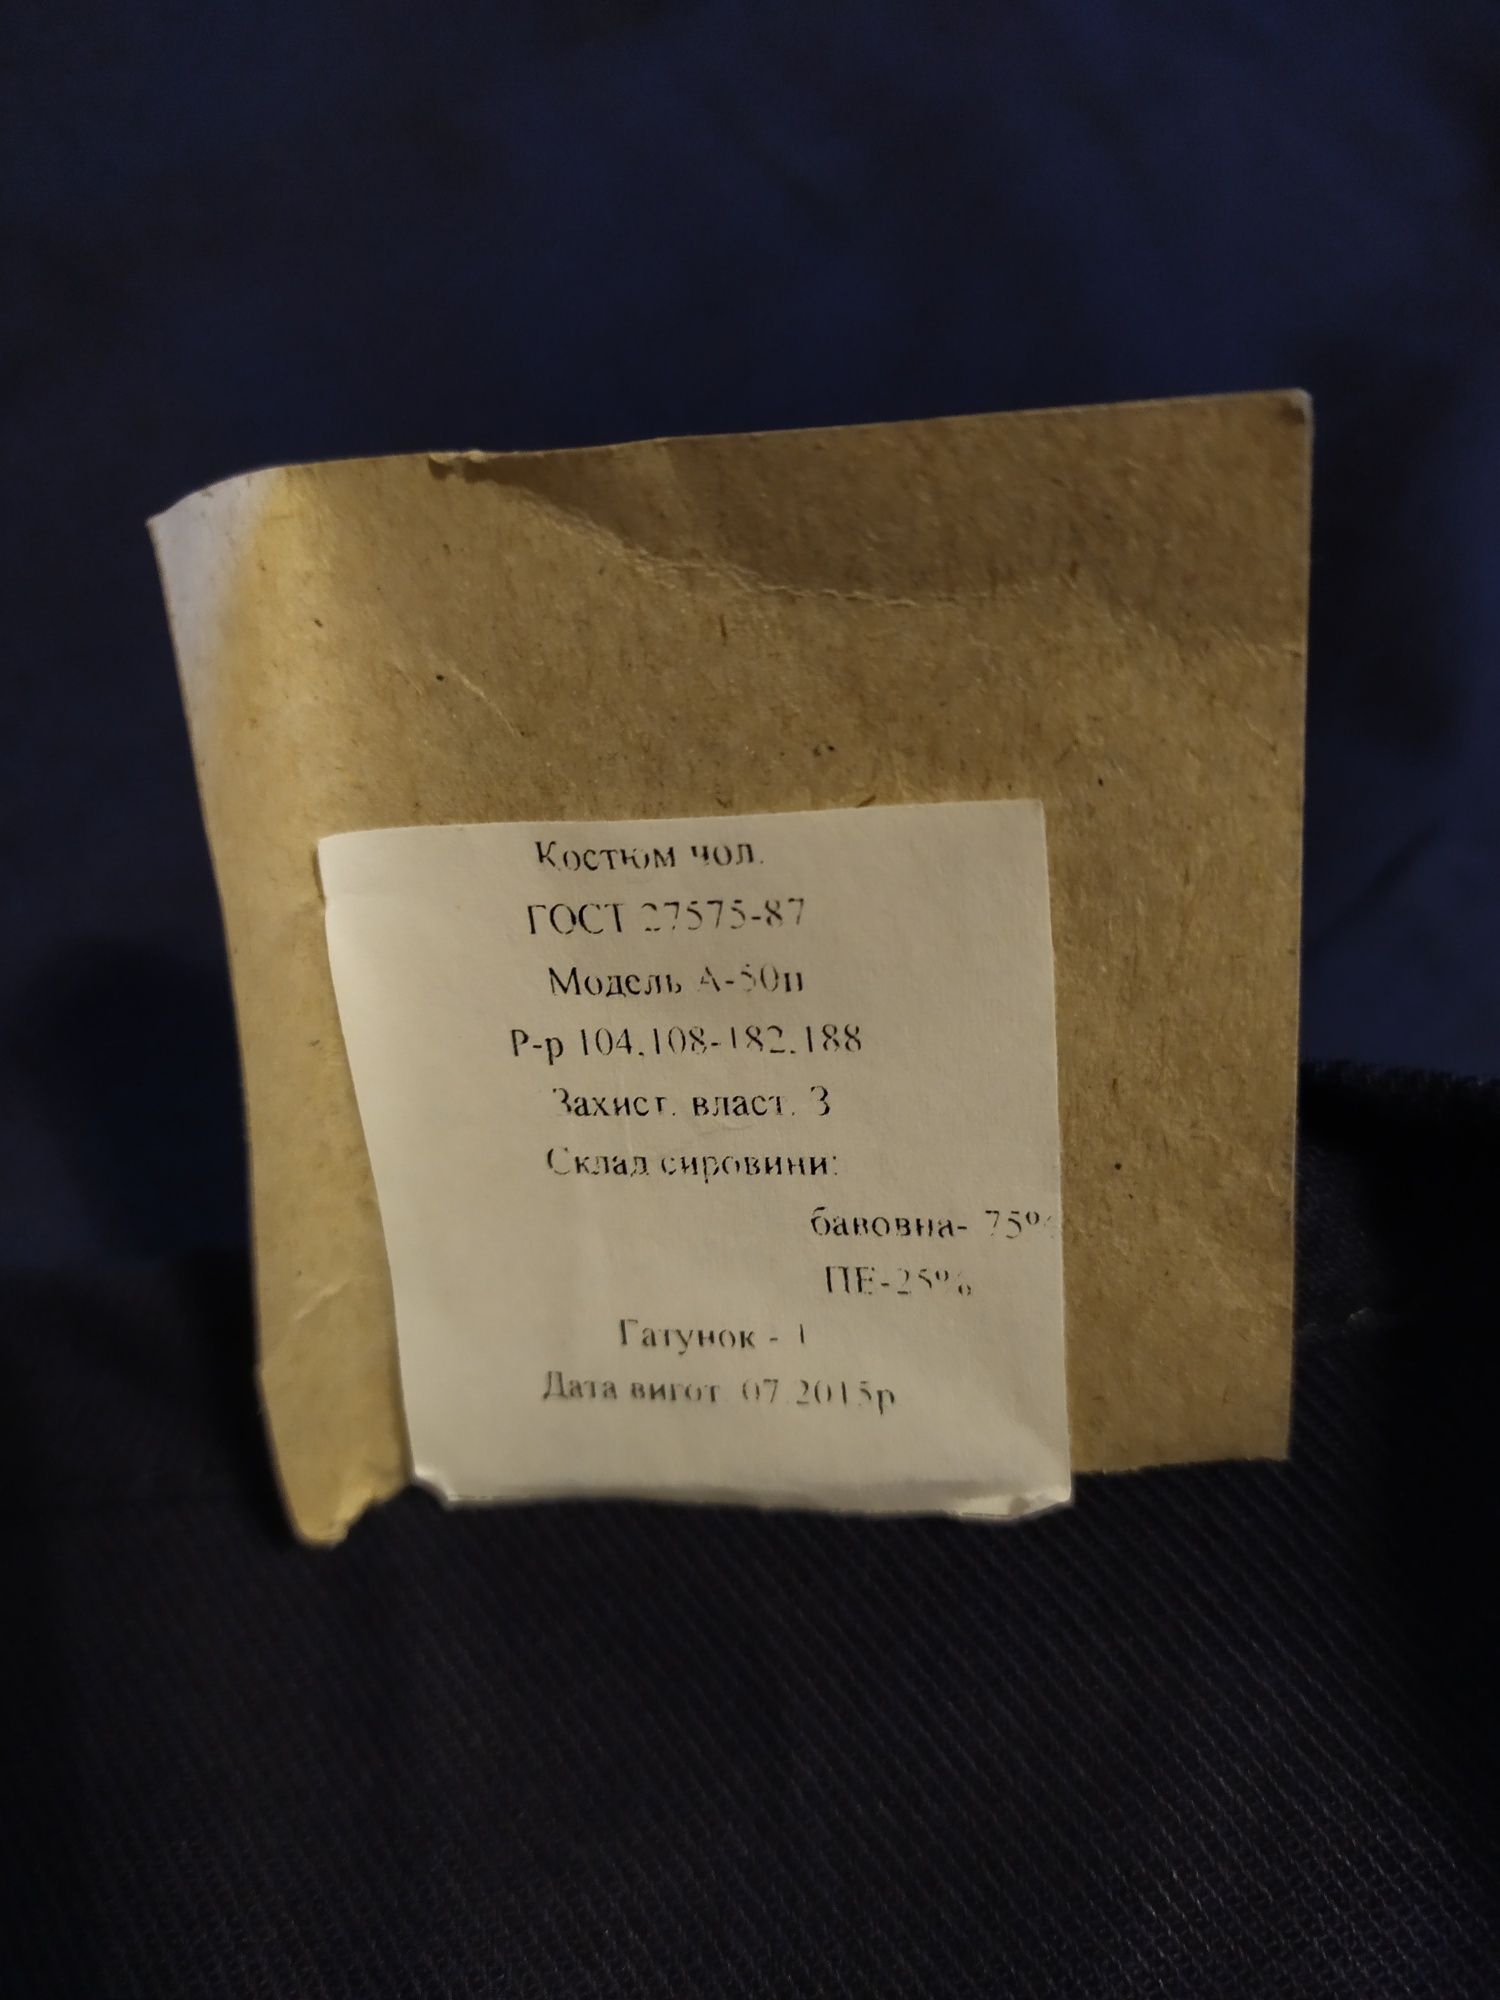 Костюм чол.
ГОСТ 27575-87
Модель А-50п
Р-р 104,108-182,188
Захист. власт. З
Склад сировини:
бавовна- 75%
ПЕ-25%
Гатунок - 1
Дата вигот. 07.2015р